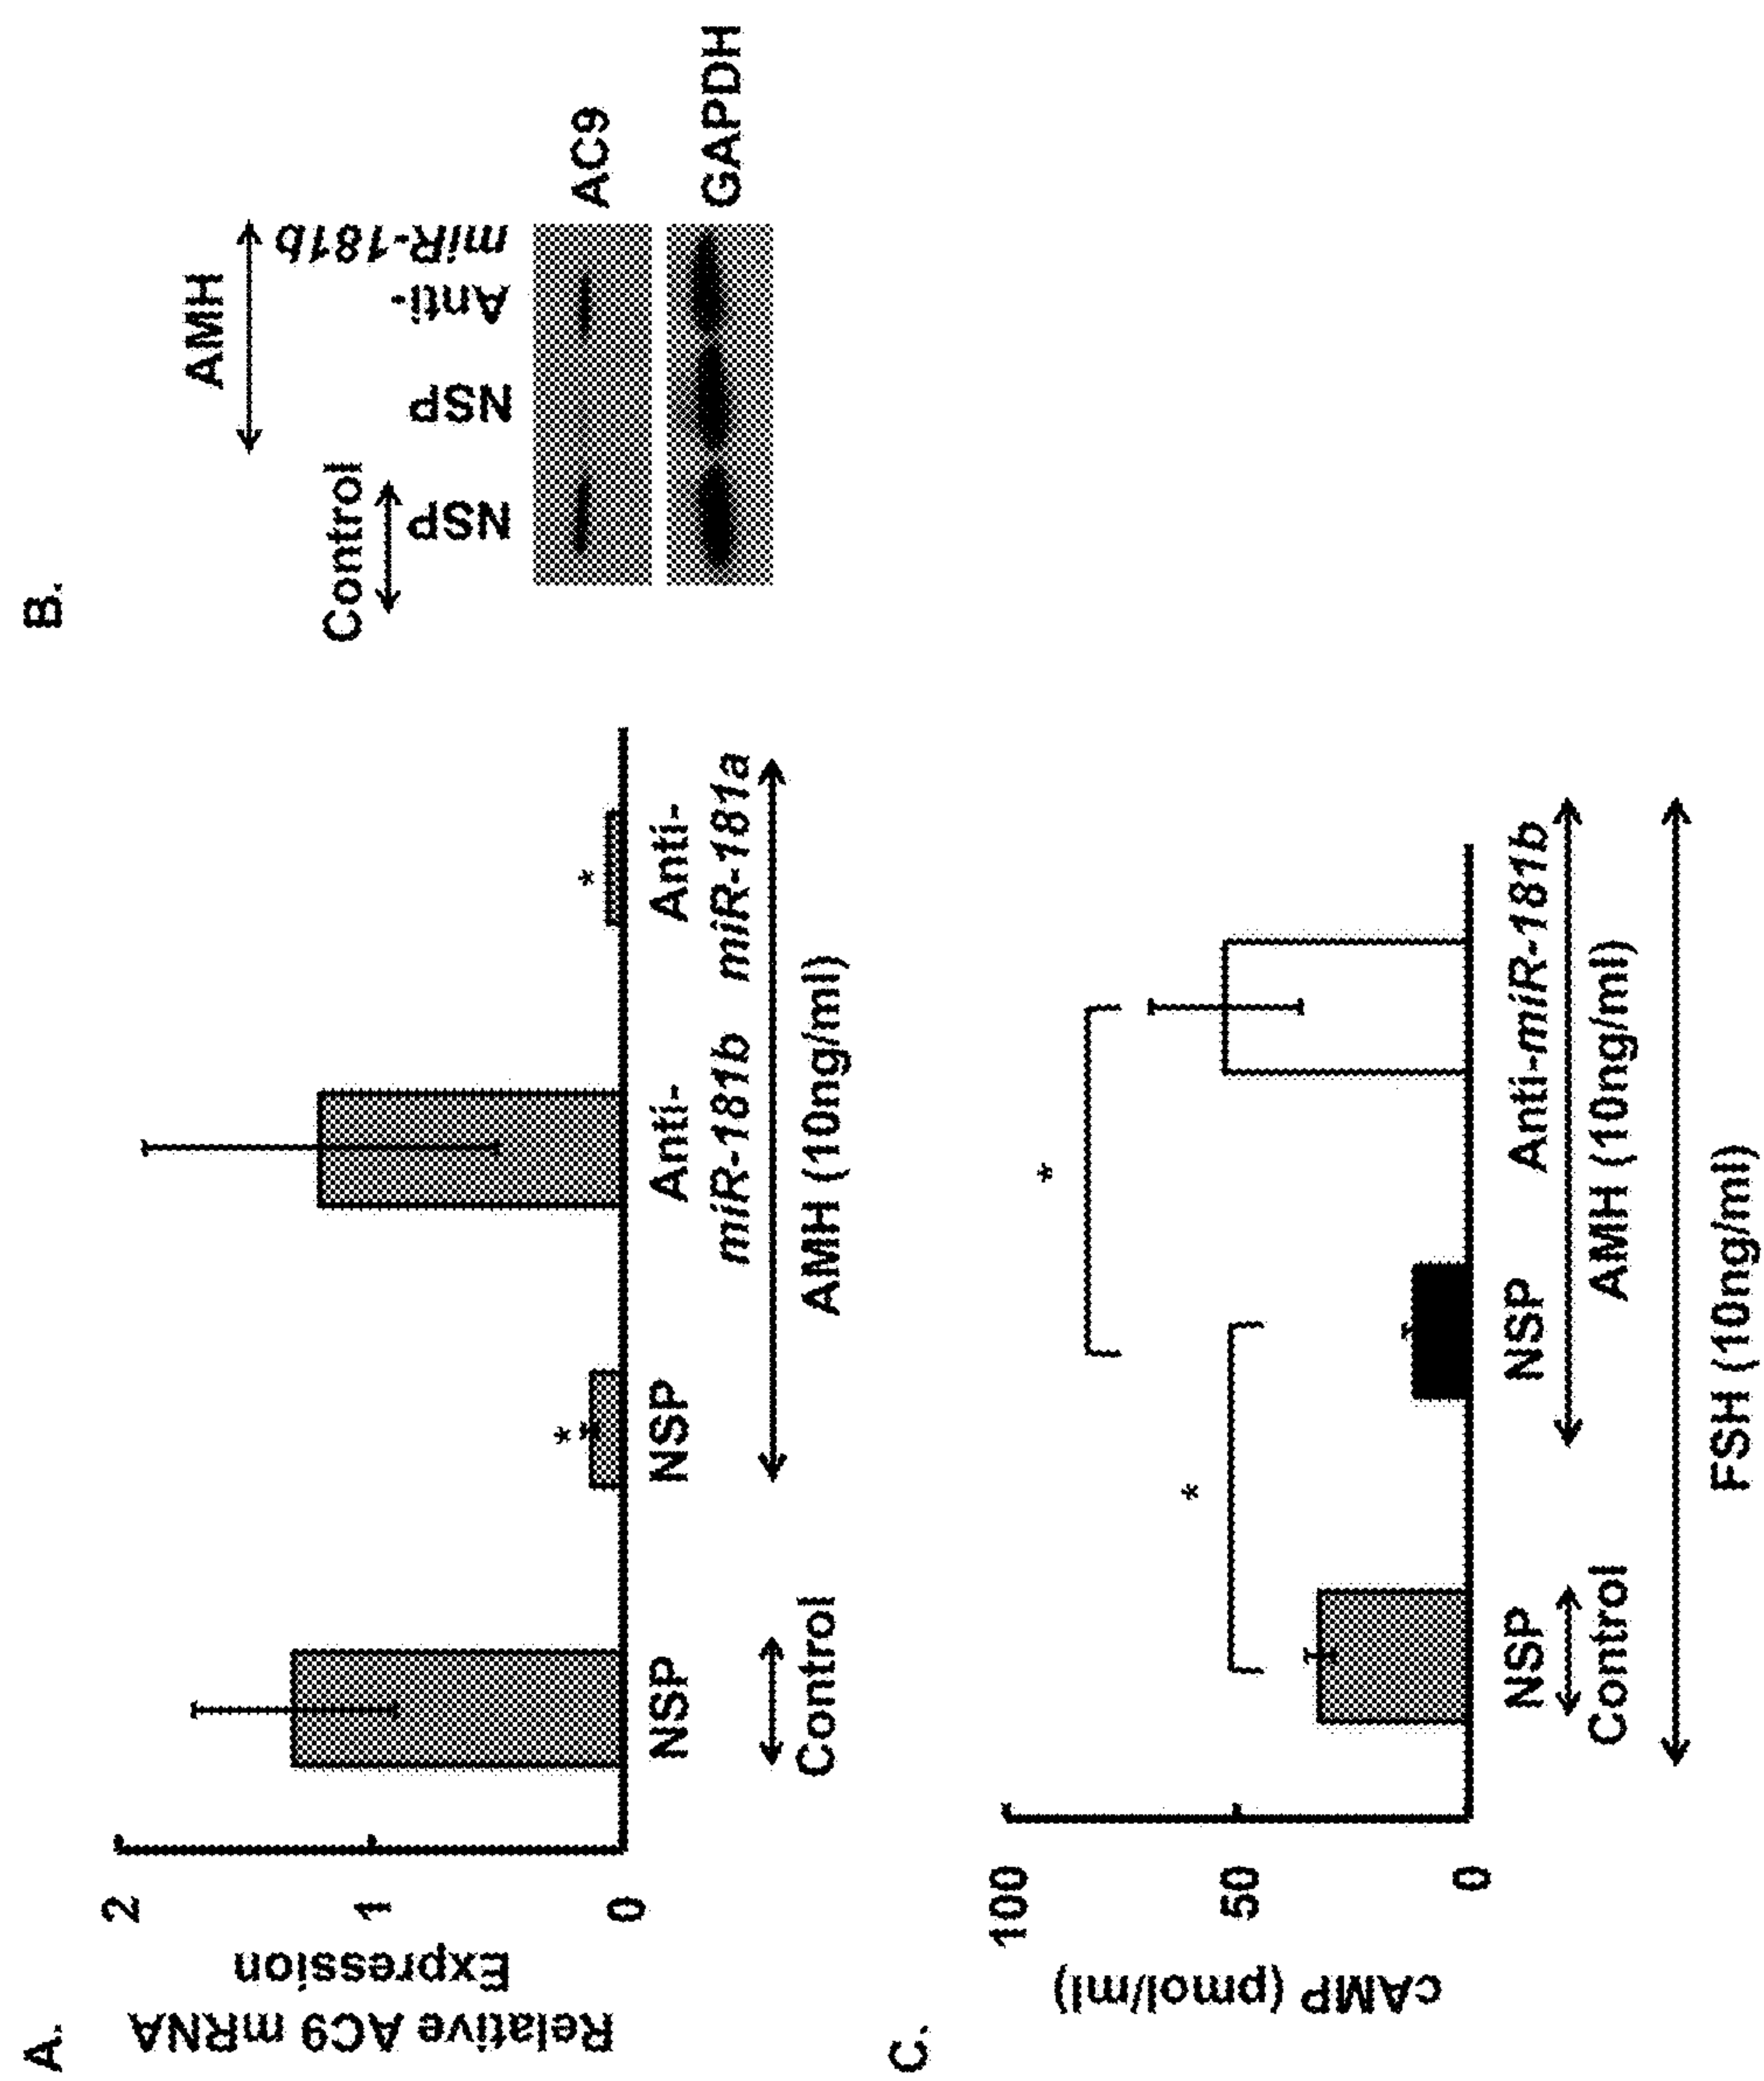 A.
Relative AC9 mRNA
Expression
2
1
0
*
*
NSP
NSP
Anti-
miR-181b
Anti-
miR-181a
Control
AMH (10ng/ml)
B.
Control
AMH
NSP
NSP
Anti-
miR-181b
AC9
GAPDH
C.
cAMP (pmol/ml)
100
50
0
*
*
NSP
NSP
Anti-miR-181b
Control
AMH (10ng/ml)
FSH (10ng/ml)